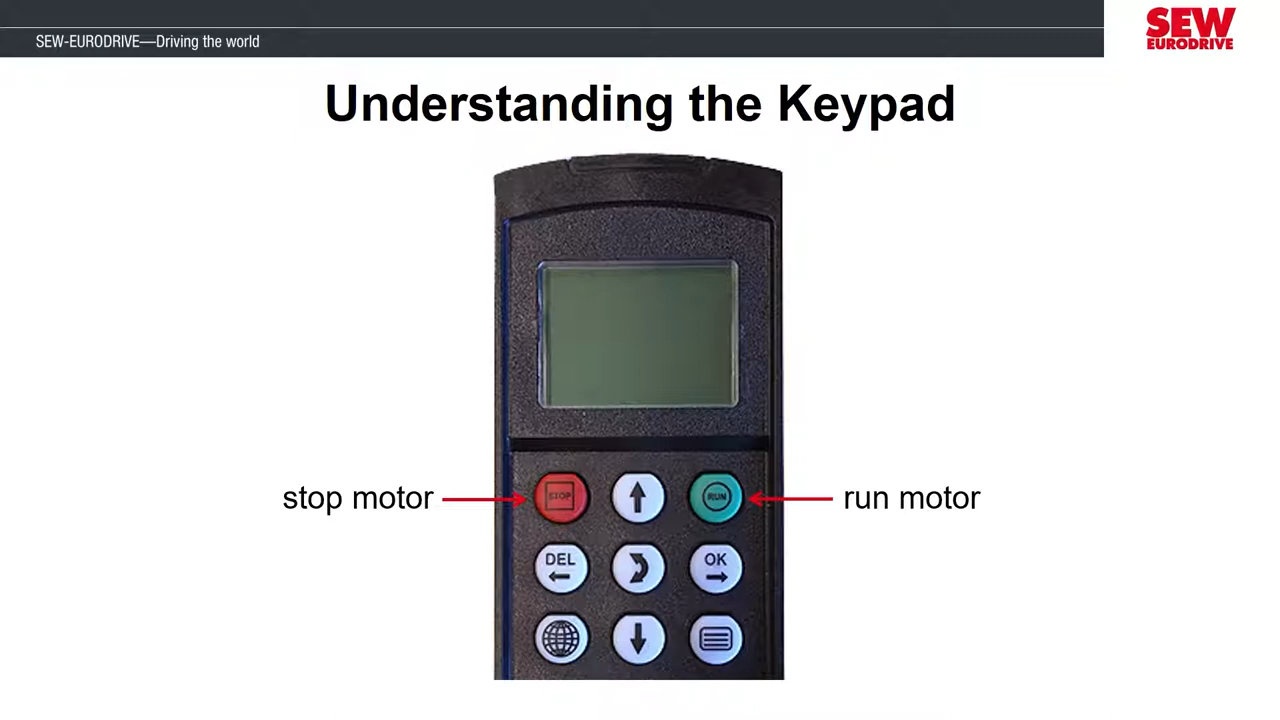 SEW-EURODRIVE—Driving the world
SEW
EURODRIVE
Understanding the Keypad
stop motor
STOP
RUN
run motor
DEL
OK